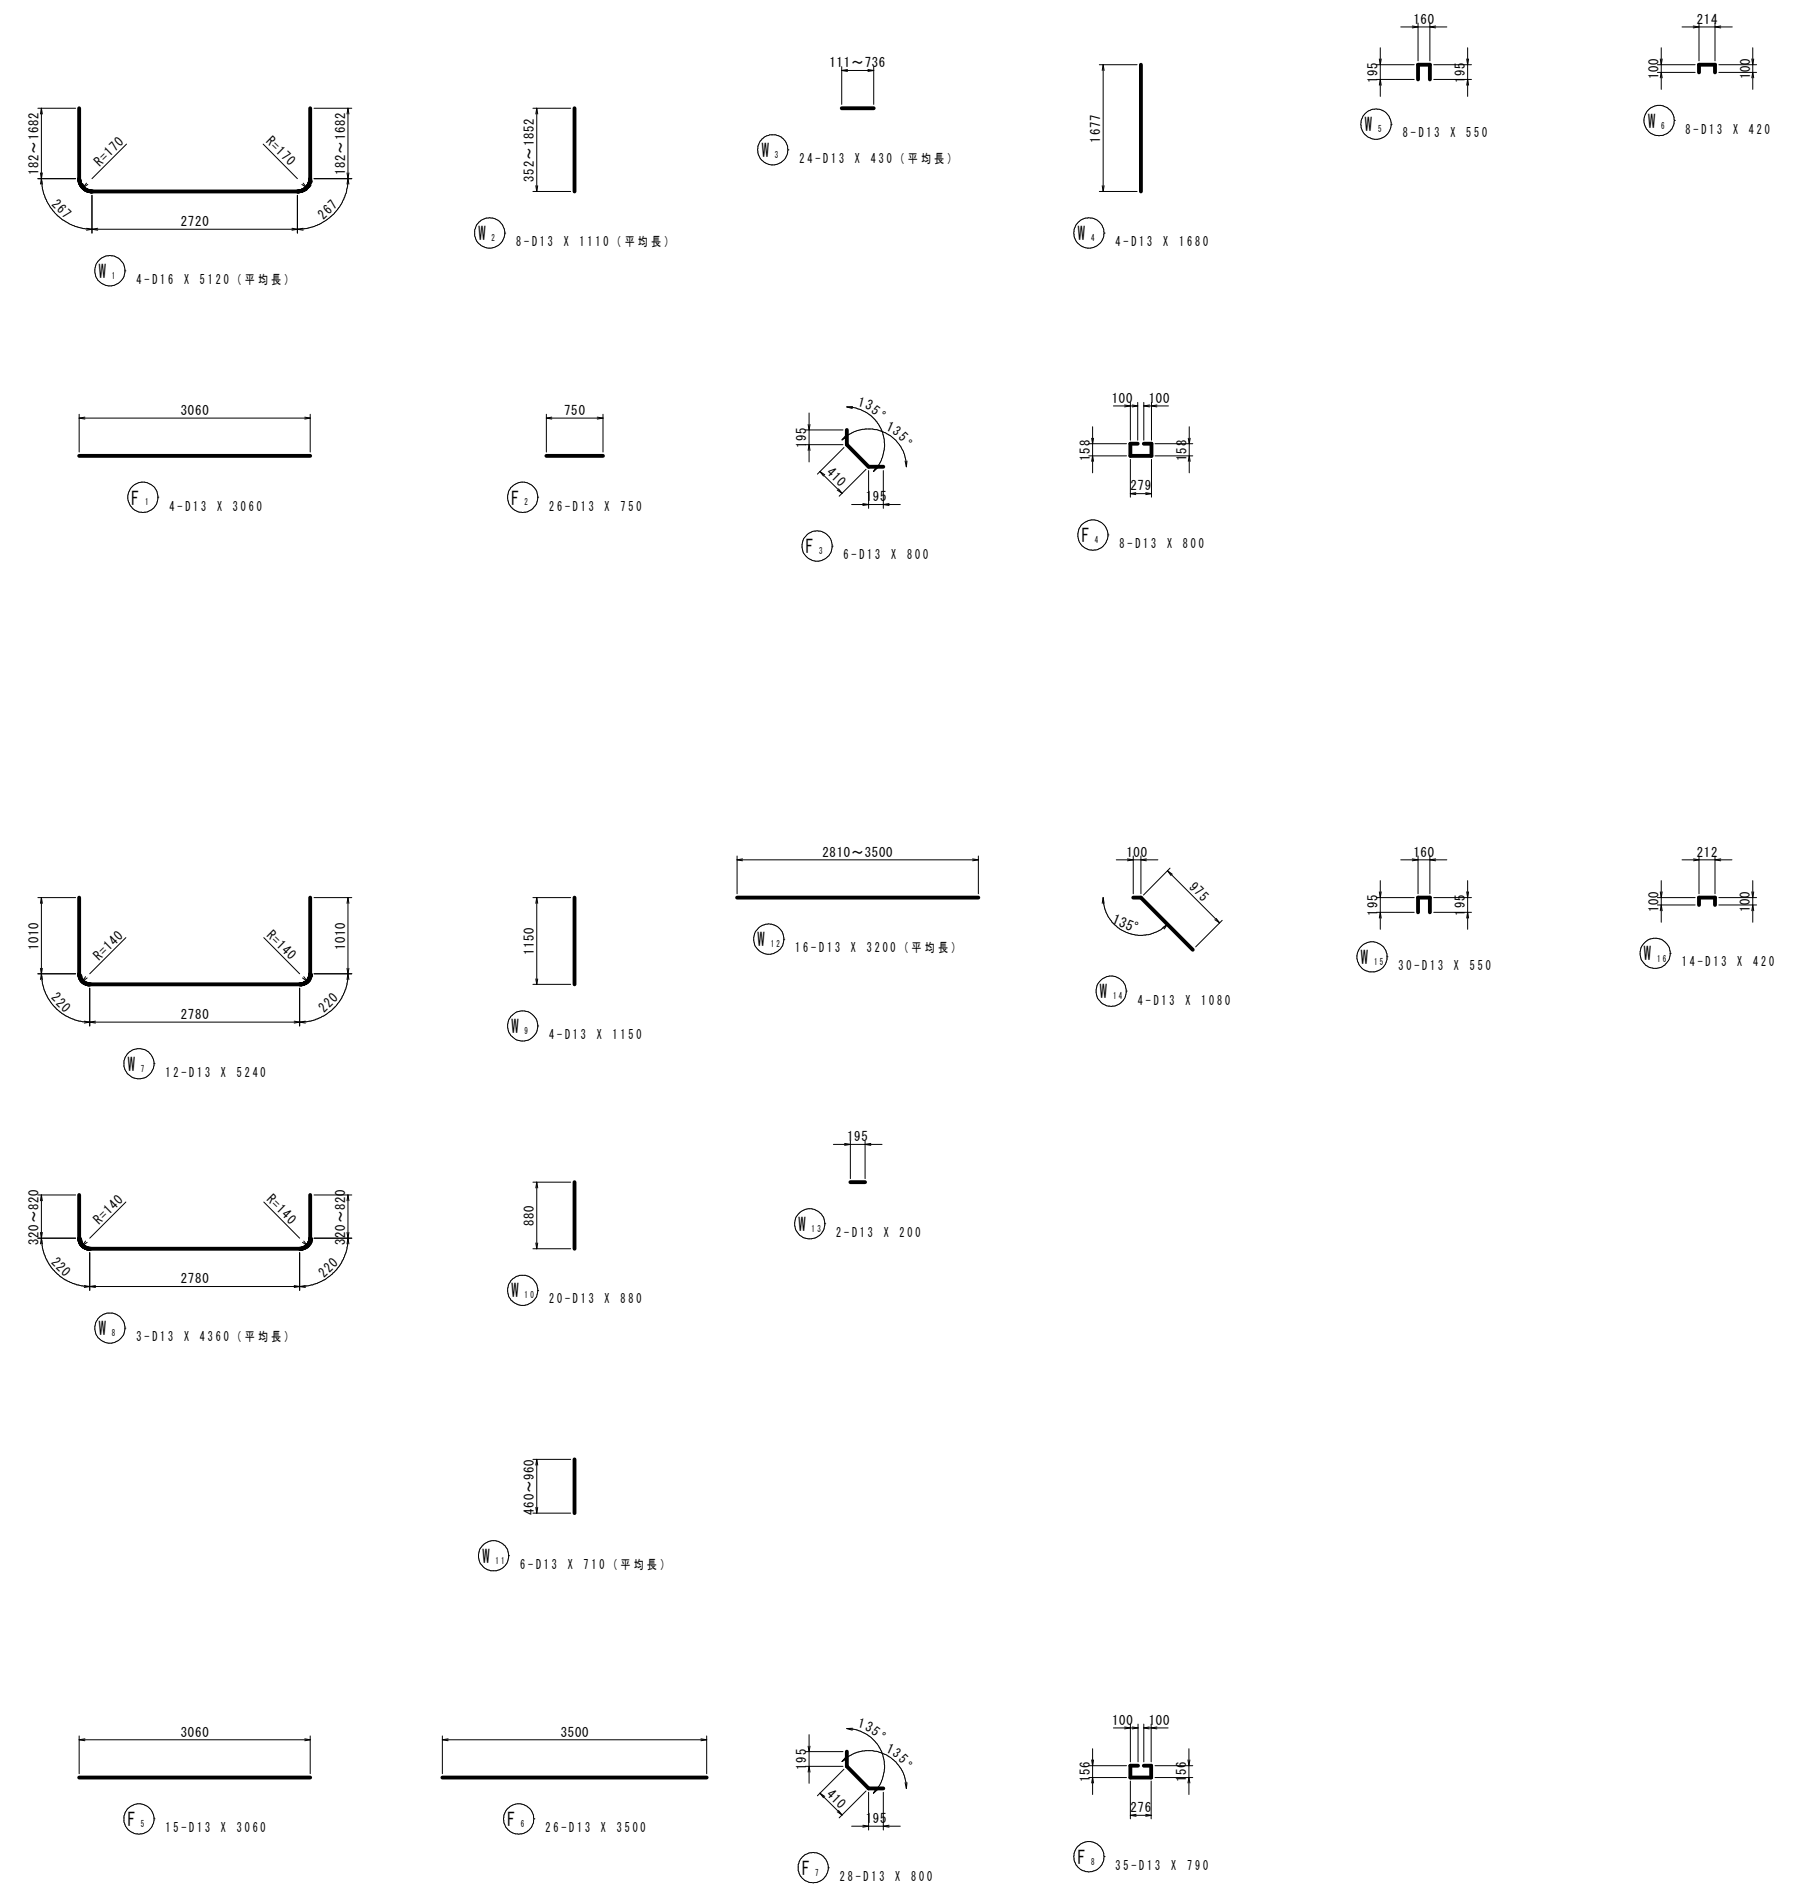 182～1682
R=170
R=170
182～1682
267
2720
267
W1 4-D16 X 5120(平均長)
352～1852
W2 8-D13 X 1110(平均長)
111～736
W3 24-D13 X 430(平均長)
1677
W4 4-D13 X 1680
160
195
195
W5 8-D13 X 550
214
100
100
W6 8-D13 X 420
3060
F1 4-D13 X 3060
750
F2 26-D13 X 750
135°
135°
195
410
195
F3 6-D13 X 800
100 100
158
158
279
F4 8-D13 X 800
1010
R=140
R=140
1010
220
2780
220
W7 12-D13 X 5240
1150
W9 4-D13 X 1150
2810～3500
W12 16-D13 X 3200(平均長)
100
975
135°
W14 4-D13 X 1080
160
195
195
W15 30-D13 X 550
212
100
100
W16 14-D13 X 420
320～820
R=140
R=140
320～820
220
2780
220
W8 3-D13 X 4360(平均長)
880
W10 20-D13 X 880
195
W13 2-D13 X 200
460～960
W11 6-D13 X 710(平均長)
3060
F5 15-D13 X 3060
3500
F6 26-D13 X 3500
135°
135°
195
410
195
F7 28-D13 X 800
100 100
156
156
276
F8 35-D13 X 790